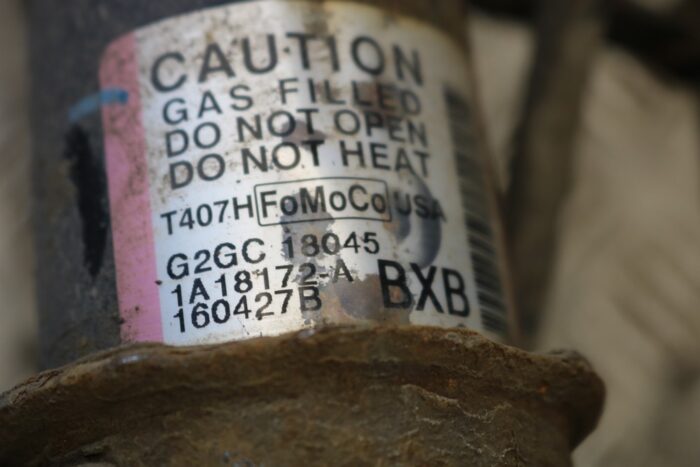 CAUTION
GAS FILLED
DO NOT OPEN
DO NOT HEAT
T407H FoMoCo USA
G2GC 18045
1A18172-A
160427B BXB